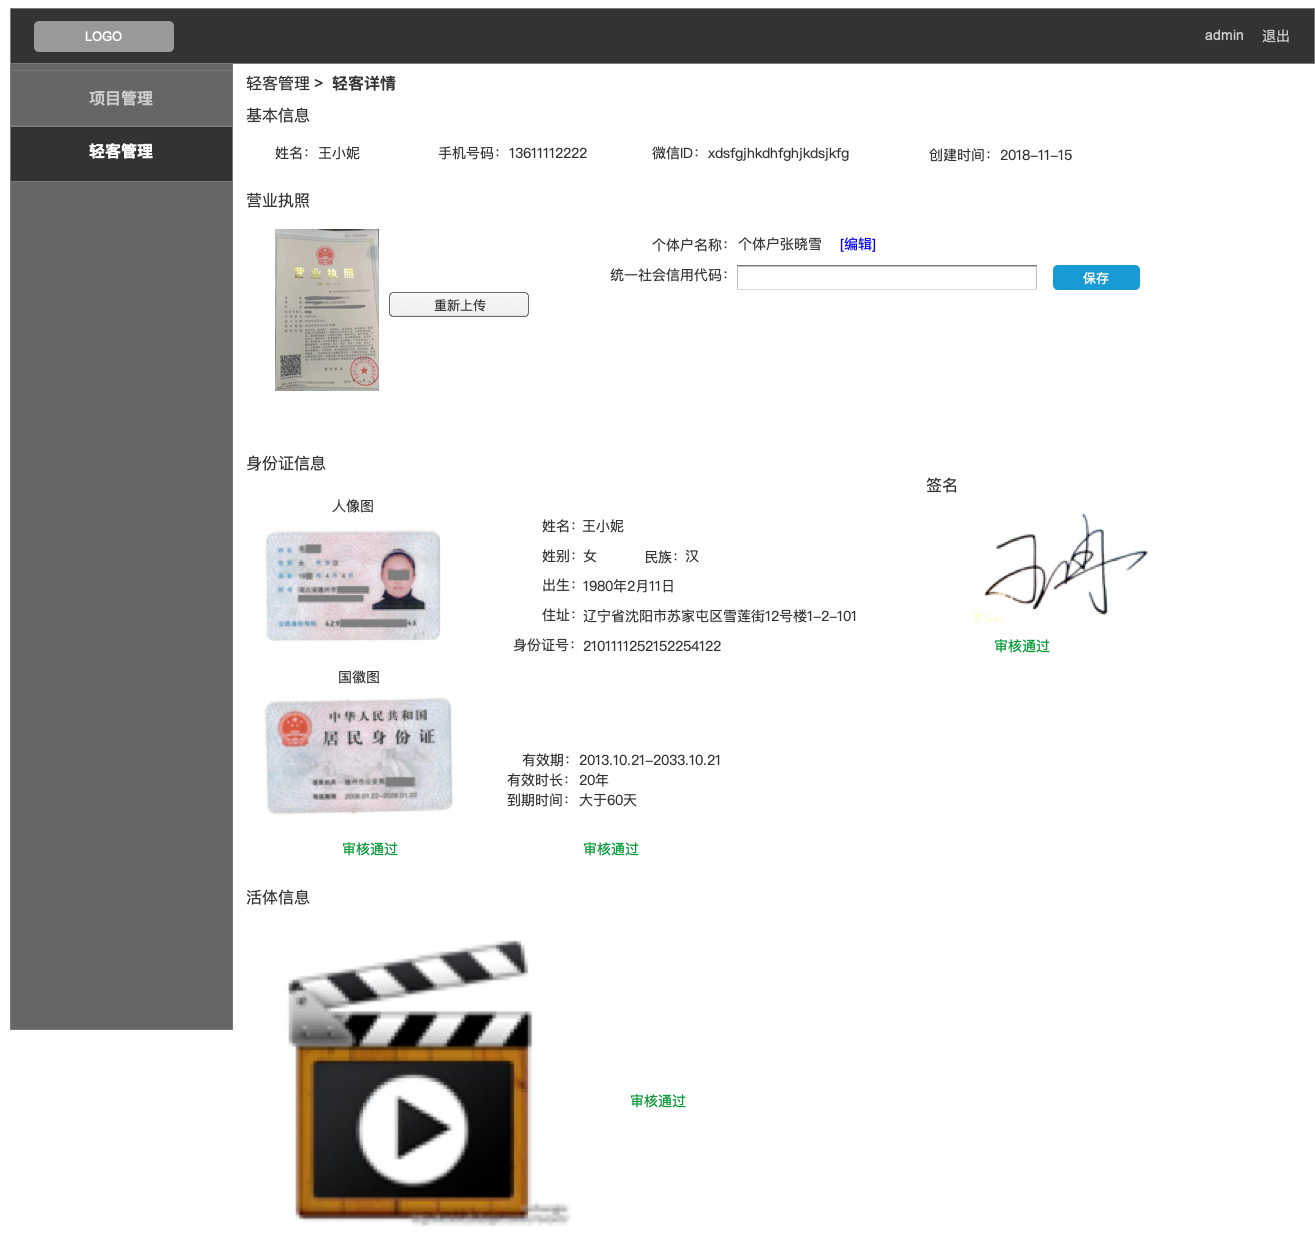 LOGO
admin 退出
项目管理
轻客管理
轻客管理 > 轻客详情
基本信息
姓名：王小妮 手机号码：13611112222 微信ID：xdsfgjhkdhfghjkdsjkfg 创建时间：2018-11-15
营业执照
营业执照
个体户名称：个体户张晓雪 [编辑]
统一社会信用代码： 保存
重新上传
身份证信息
签名
人像图
姓名：王小妮
姓别：女 民族：汉
出生：1980年2月11日
住址：辽宁省沈阳市苏家屯区雪莲街12号楼1-2-101
身份证号：2101111252152254122
审核通过
国徽图
中华人民共和国
居民身份证
有效期：2013.10.21-2033.10.21
有效时长：20年
到期时间：大于60天
审核通过 审核通过
活体信息
审核通过